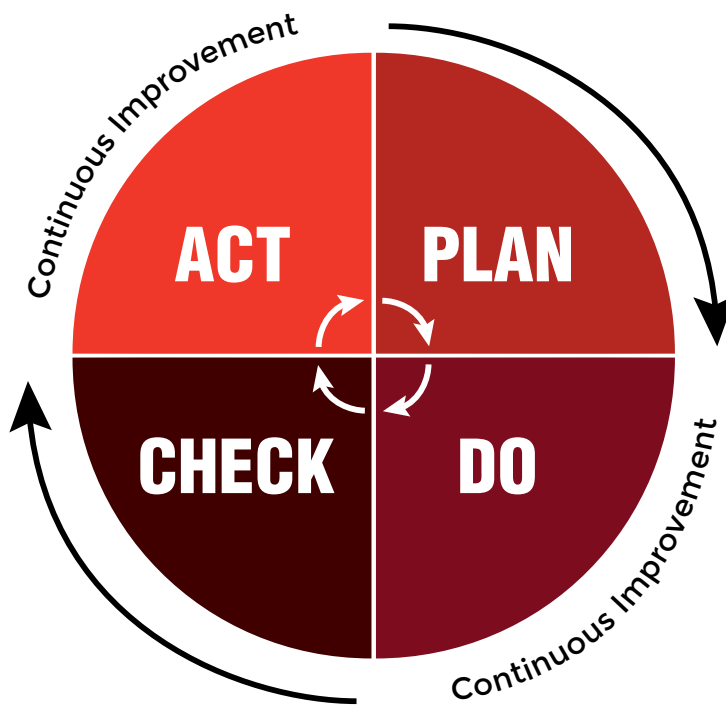 Continuous Improvement
ACT
PLAN
CHECK
DO
Continuous Improvement